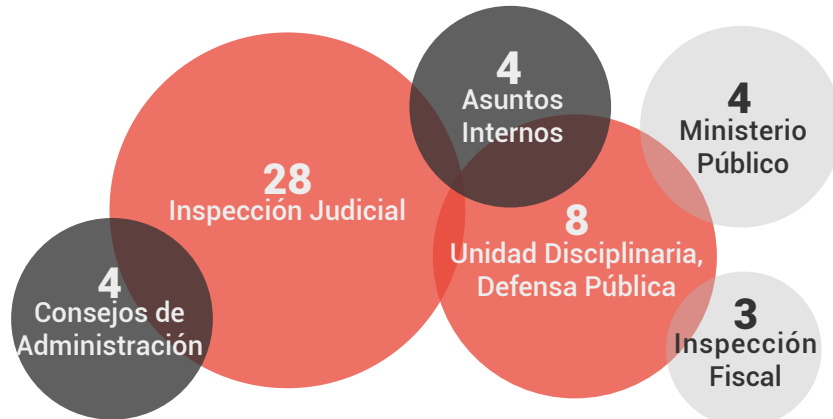 28
Inspección Judicial
4
Asuntos
Internos
4
Ministerio
Público
8
Unidad Disciplinaria,
Defensa Pública
4
Consejos de
Administración
3
Inspección
Fiscal